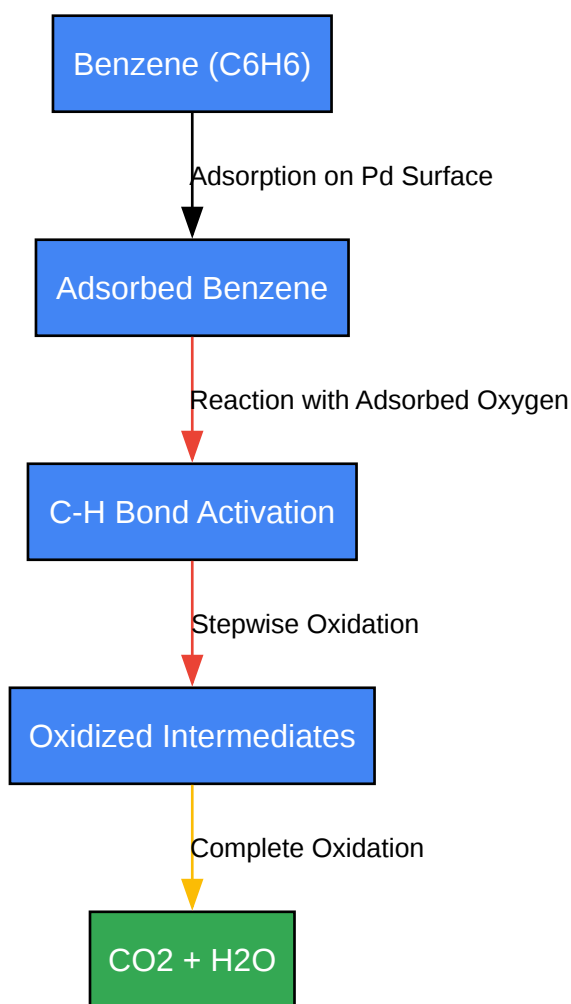 Benzene (C6H6)
Adsorption on Pd Surface
Adsorbed Benzene
Reaction with Adsorbed Oxygen
C-H Bond Activation
Stepwise Oxidation
Oxidized Intermediates
Complete Oxidation
CO2 + H2O